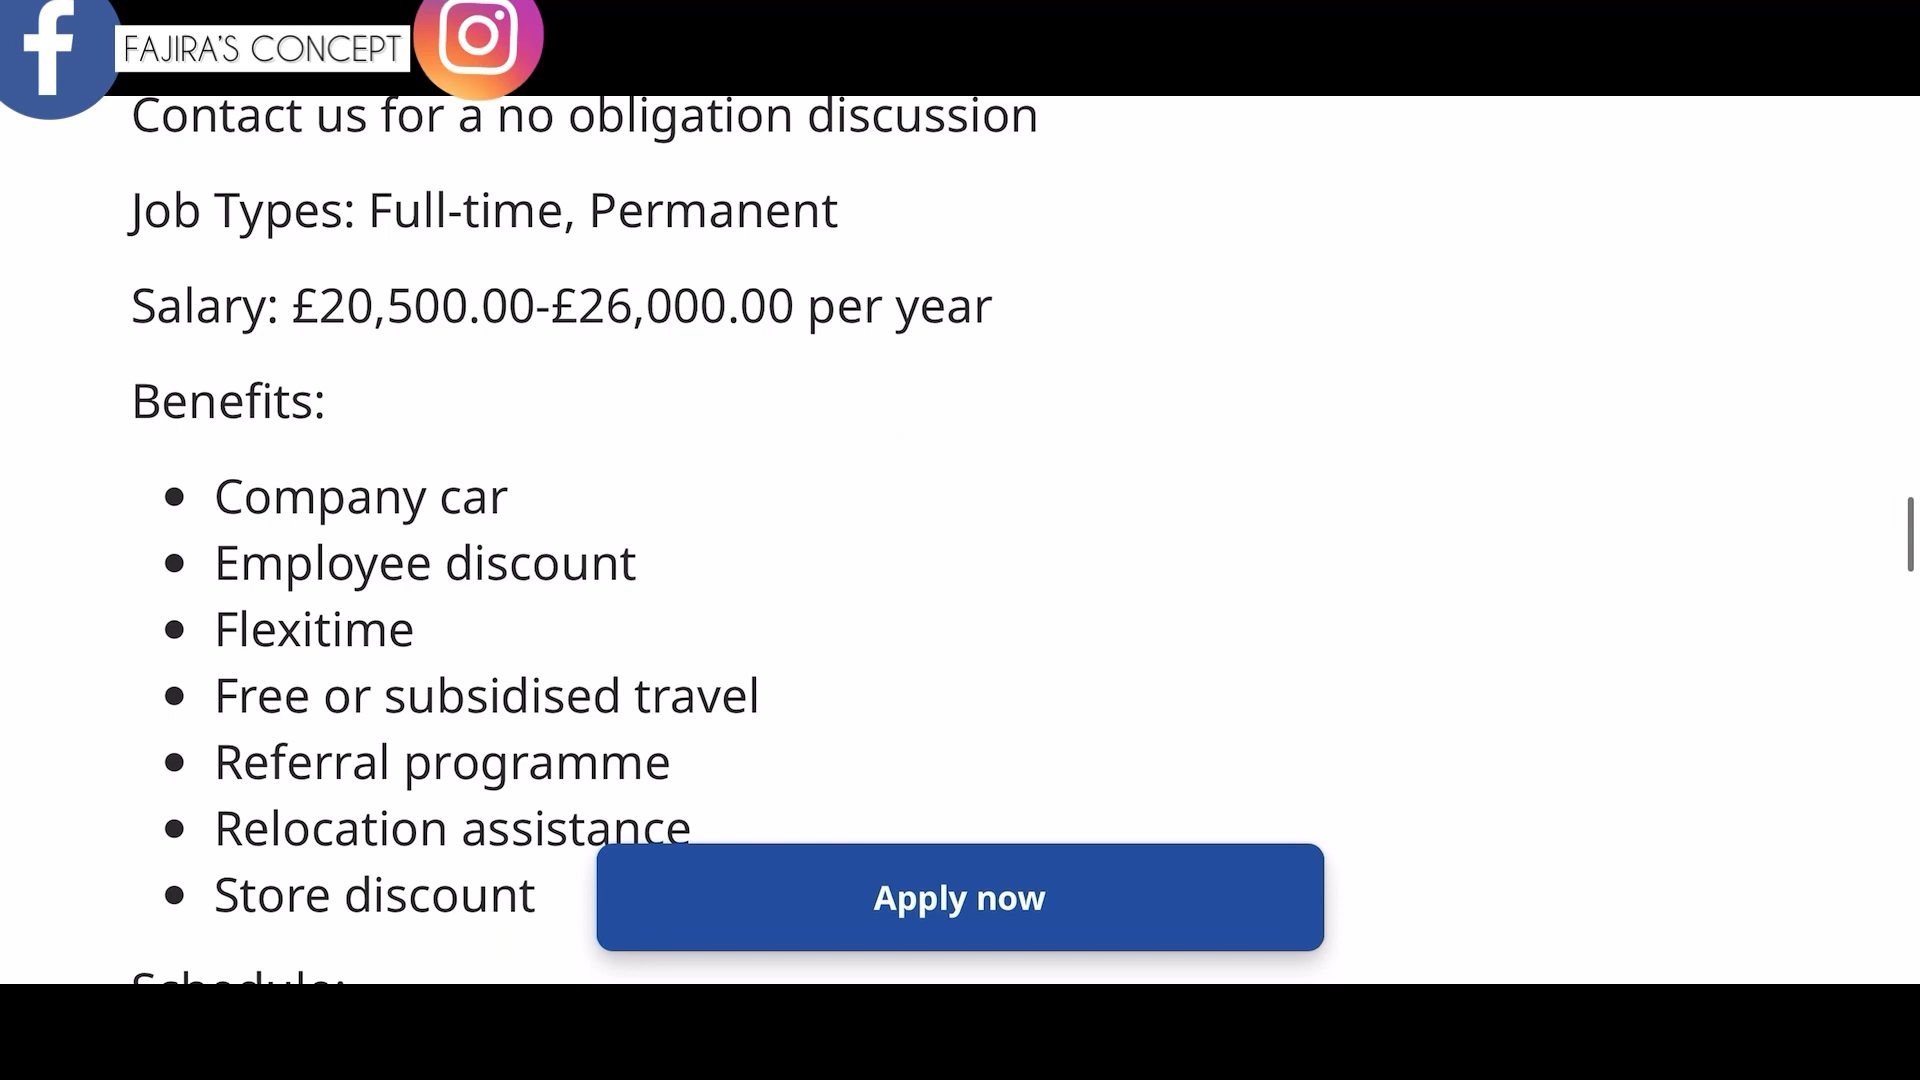 FAJIRA'S CONCEPT
Contact us for a no obligation discussion
Job Types: Full-time, Permanent
Salary: £20,500.00-£26,000.00 per year
Benefits:
Company car
Employee discount
Flexitime
Free or subsidised travel
Referral programme
Relocation assistance
Store discount
Apply now
Schedule: